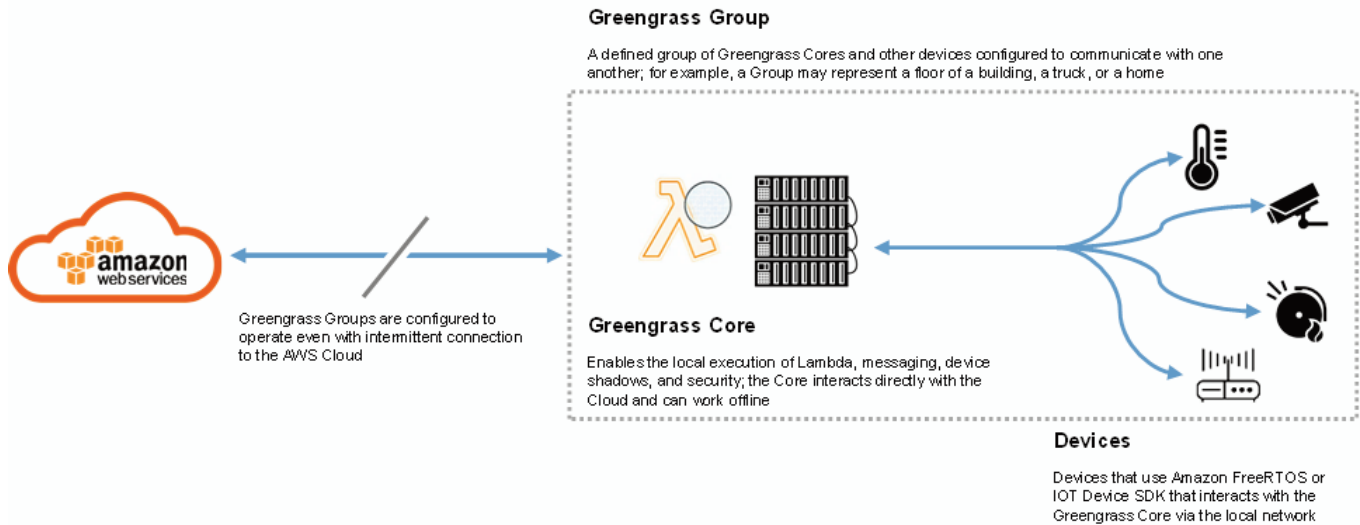 Greengrass Group
A defined group of Greengrass Cores and other devices configured to communicate with one
another; for example, a Group may represent a floor of a building, a truck, or a home
amazon
webservices
Greengrass Groups are configured to
operate even with intermittent connection
to the AWS Cloud
Greengrass Core
Enables the local execution of Lambda, messaging, device
shadows, and security; the Core interacts directly with the
Cloud and can work offline
Devices
Devices that use Amazon FreeRTOS or
IOT Device SDK that interacts with the
Greengrass Core via the local network